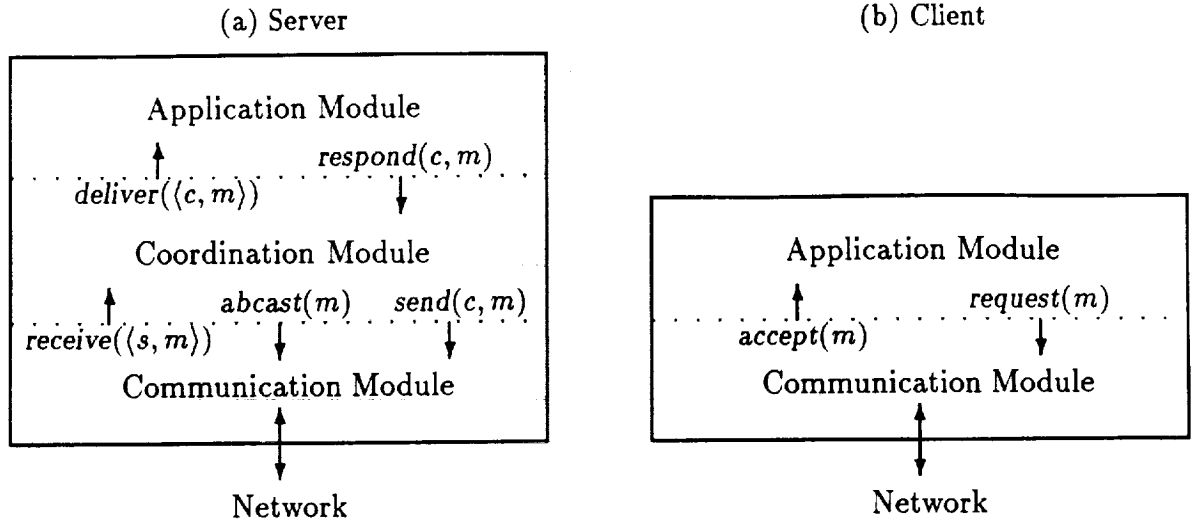 (a) Server
Application Module
respond(c, m)
deliver(⟨c, m⟩)
Coordination Module
abcast(m)
send(c, m)
receive(⟨s, m⟩)
Communication Module
Network
(b) Client
Application Module
request(m)
accept(m)
Communication Module
Network